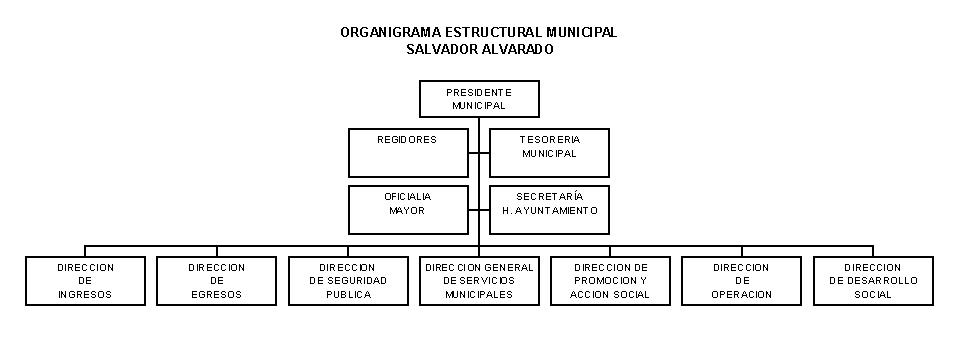 ORGANIGRAMA ESTRUCTURAL MUNICIPAL
SALVADOR ALVARADO
PRESIDENTE
MUNICIPAL
REGIDORES
TESORERIA
MUNICIPAL
OFICIALIA
MAYOR
SECRETARÍA
H. AYUNTAMIENTO
DIRECCION
DE
INGRESOS
DIRECCION
DE
EGRESOS
DIRECCION
DE SEGURIDAD
PUBLICA
DIRECCION GENERAL
DE SERVICIOS
MUNICIPALES
DIRECCION DE
PROMOCION Y
ACCION SOCIAL
DIRECCION
DE
OPERACION
DIRECCION
DE DESARROLLO
SOCIAL